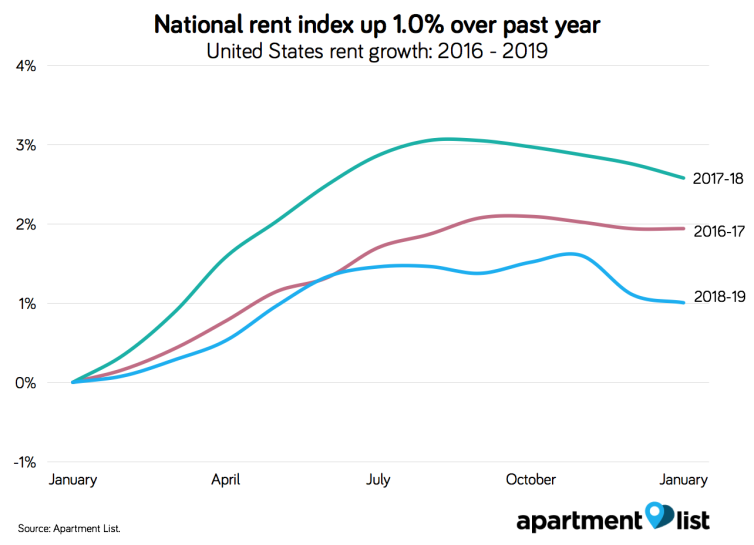 National rent index up 1.0% over past year
United States rent growth: 2016 - 2019
4%
3%
2%
1%
0%
-1%
2017-18
2016-17
2018-19
January April July October January
Source: Apartment List.
apartment list